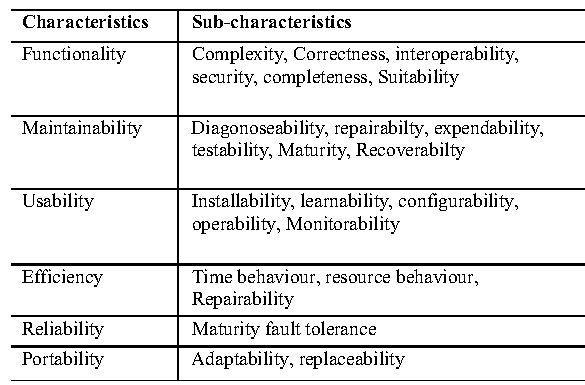 Characteristics Sub-characteristics
Functionality Complexity, Correctness, interoperability,
security, completeness, Suitability
Maintainability Diagonoseability, repairabilty, expendability,
testability, Maturity, Recoverabilty
Usability Installability, learnability, configurability,
operability, Monitorability
Efficiency Time behaviour, resource behaviour,
Repairability
Reliability Maturity fault tolerance
Portability Adaptability, replaceability